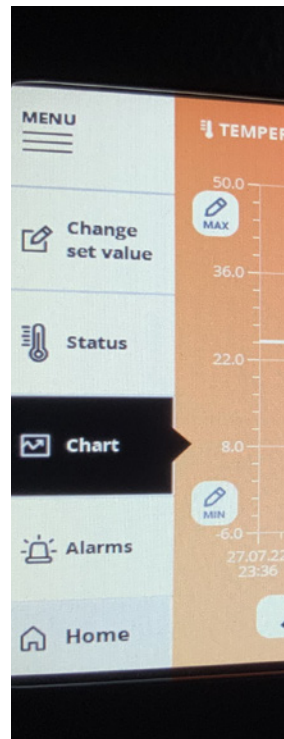 MENU
TEMPER
50.0
MAX
Change
set value
36.0
Status
22.0
Chart
8.0
MIN
Alarms
-6.0
27.07.22
23:36
Home